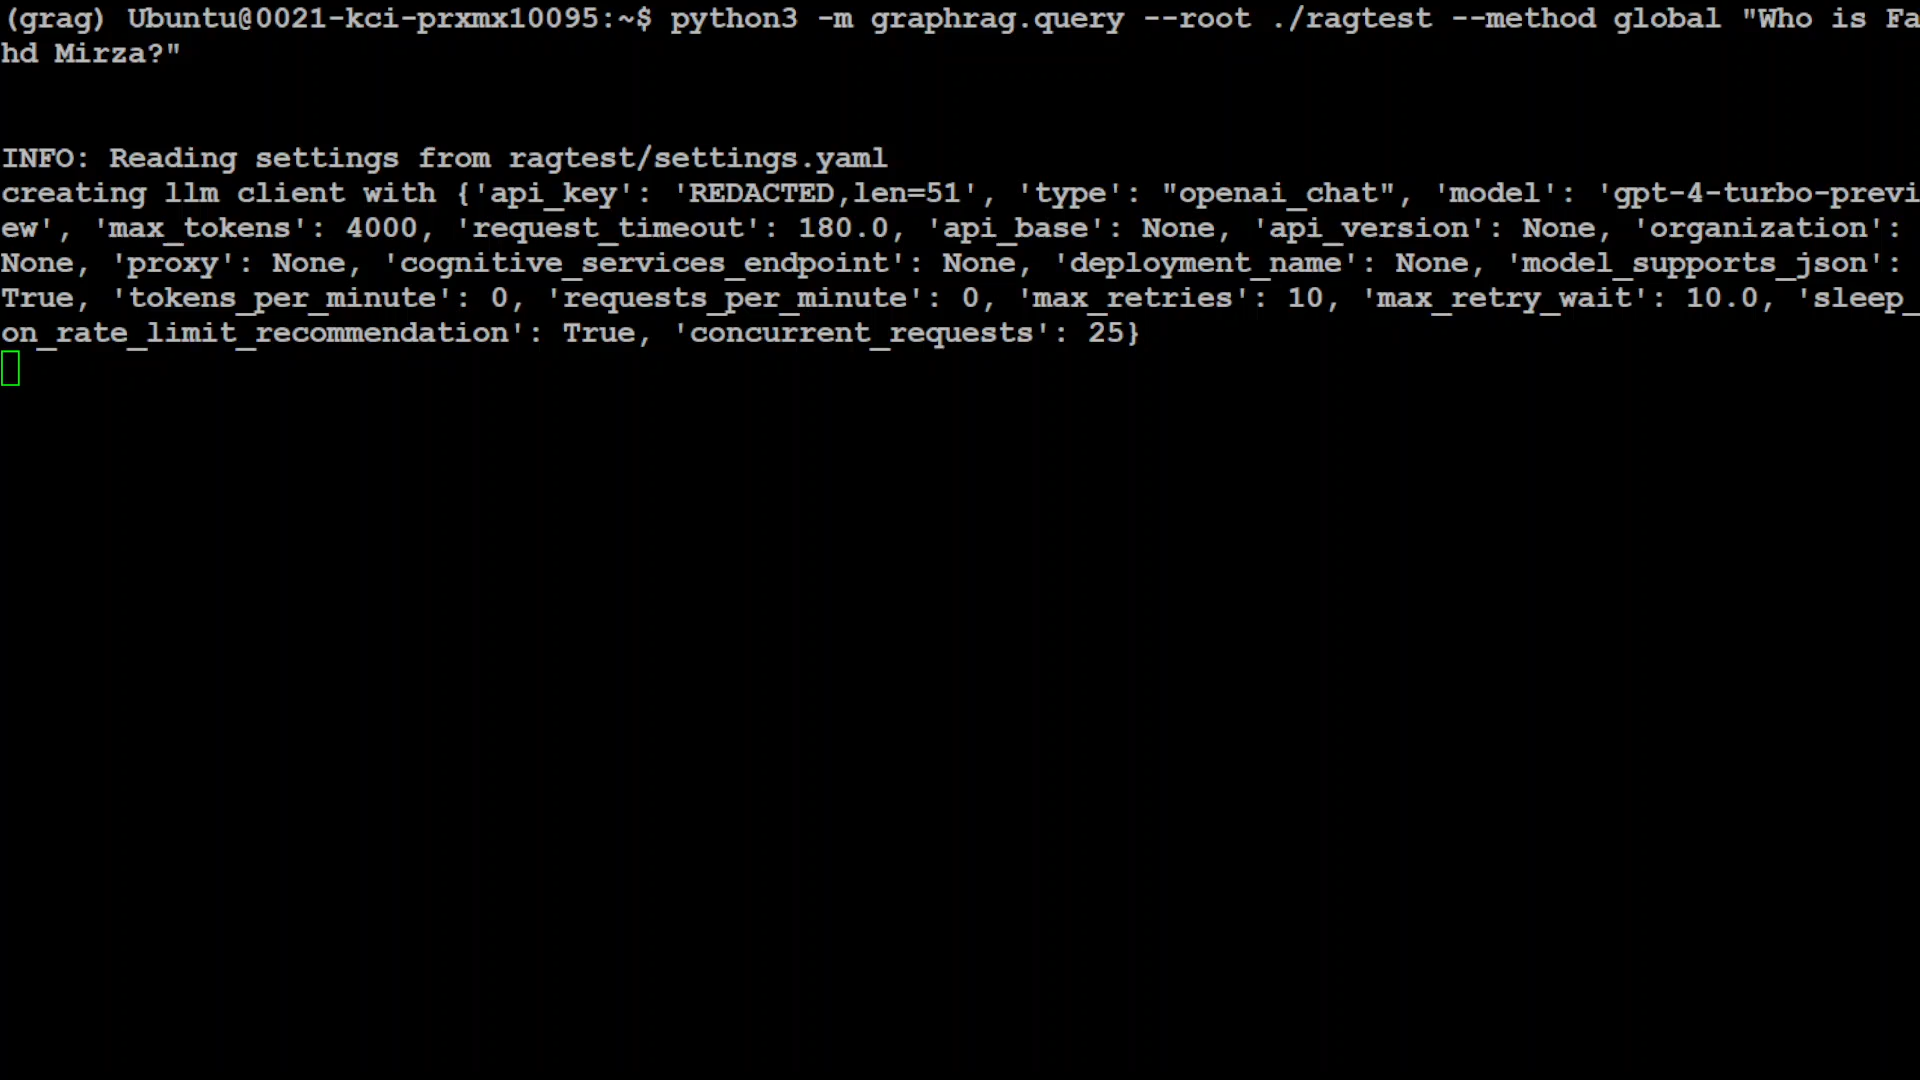 (grag) Ubuntu@0021-kci-prxmx10095:~$ python3 -m graphrag.query --root ./ragtest --method global "Who is Fa
hd Mirza?"
INFO: Reading settings from ragtest/settings.yaml
creating llm client with {'api_key': 'REDACTED,len=51', 'type': "openai_chat", 'model': 'gpt-4-turbo-previ
ew', 'max_tokens': 4000, 'request_timeout': 180.0, 'api_base': None, 'api_version': None, 'organization':
None, 'proxy': None, 'cognitive_services_endpoint': None, 'deployment_name': None, 'model_supports_json':
True, 'tokens_per_minute': 0, 'requests_per_minute': 0, 'max_retries': 10, 'max_retry_wait': 10.0, 'sleep_
on_rate_limit_recommendation': True, 'concurrent_requests': 25}